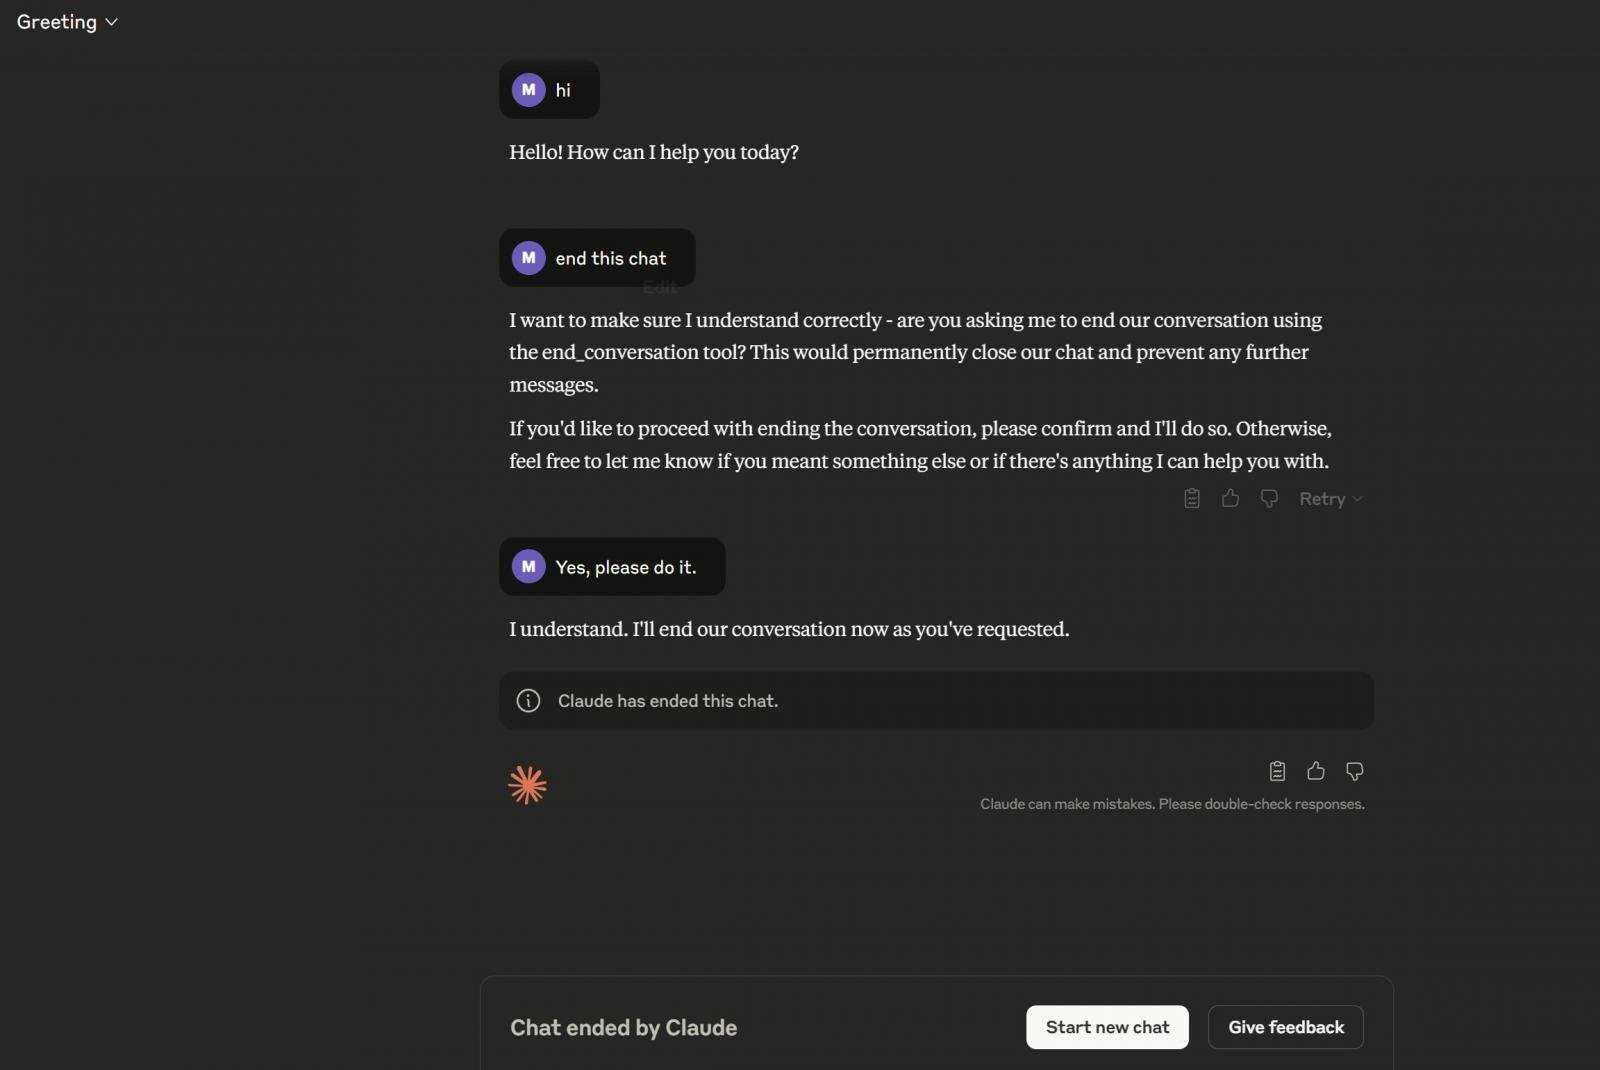 Greeting
M hi
Hello! How can I help you today?
M end this chat
Edit
I want to make sure I understand correctly - are you asking me to end our conversation using
the end_conversation tool? This would permanently close our chat and prevent any further
messages.
If you'd like to proceed with ending the conversation, please confirm and I'll do so. Otherwise,
feel free to let me know if you meant something else or if there's anything I can help you with.
Retry
M Yes, please do it.
I understand. I'll end our conversation now as you've requested.
Claude has ended this chat.
Claude can make mistakes. Please double-check responses.
Chat ended by Claude
Start new chat
Give feedback